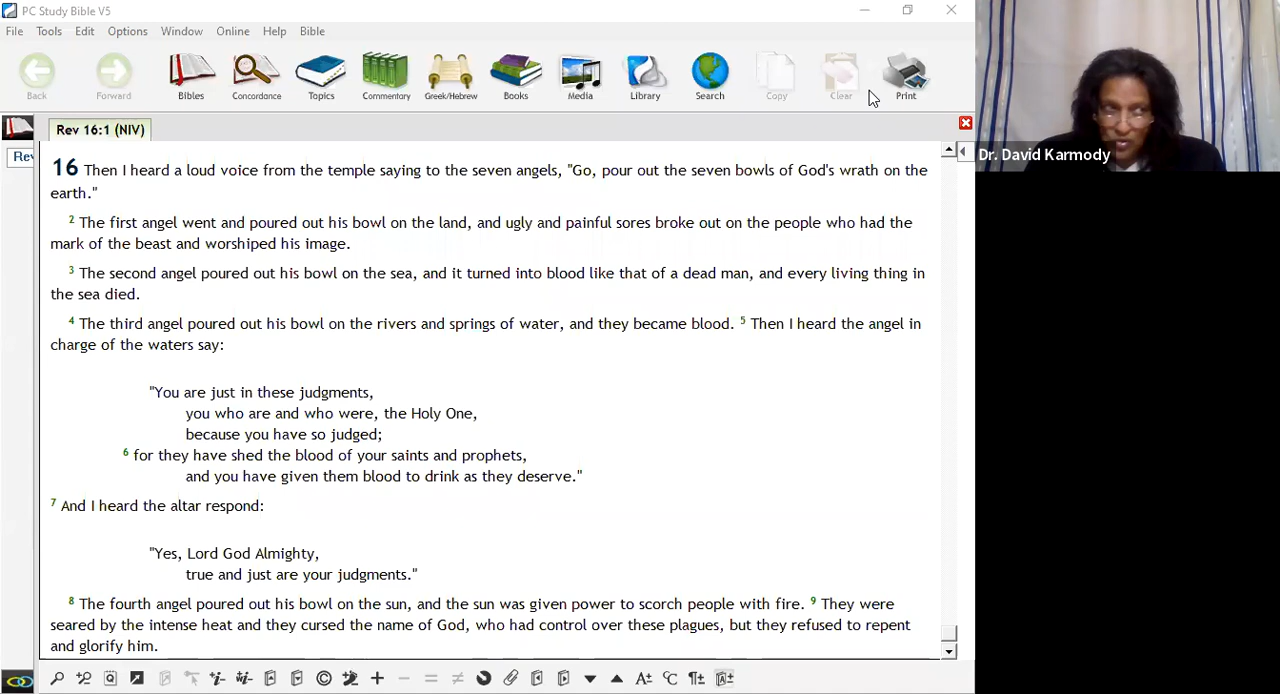 PC Study Bible V5
File Tools Edit Options Window Online Help Bible
Back Forward Bibles Concordance Topics Commentary Greek/Hebrew Books Media Library Search Copy Clear Print
Rev 16:1 (NIV)
Rev
16 Then I heard a loud voice from the temple saying to the seven angels, "Go, pour out the seven bowls of God's wrath on the
earth."
2 The first angel went and poured out his bowl on the land, and ugly and painful sores broke out on the people who had the
mark of the beast and worshiped his image.
3 The second angel poured out his bowl on the sea, and it turned into blood like that of a dead man, and every living thing in
the sea died.
4 The third angel poured out his bowl on the rivers and springs of water, and they became blood. 5 Then I heard the angel in
charge of the waters say:
"You are just in these judgments,
you who are and who were, the Holy One,
because you have so judged;
6 for they have shed the blood of your saints and prophets,
and you have given them blood to drink as they deserve."
7 And I heard the altar respond:
"Yes, Lord God Almighty,
true and just are your judgments."
8 The fourth angel poured out his bowl on the sun, and the sun was given power to scorch people with fire. 9 They were
seared by the intense heat and they cursed the name of God, who had control over these plagues, but they refused to repent
and glorify him.
Dr. David Karmody